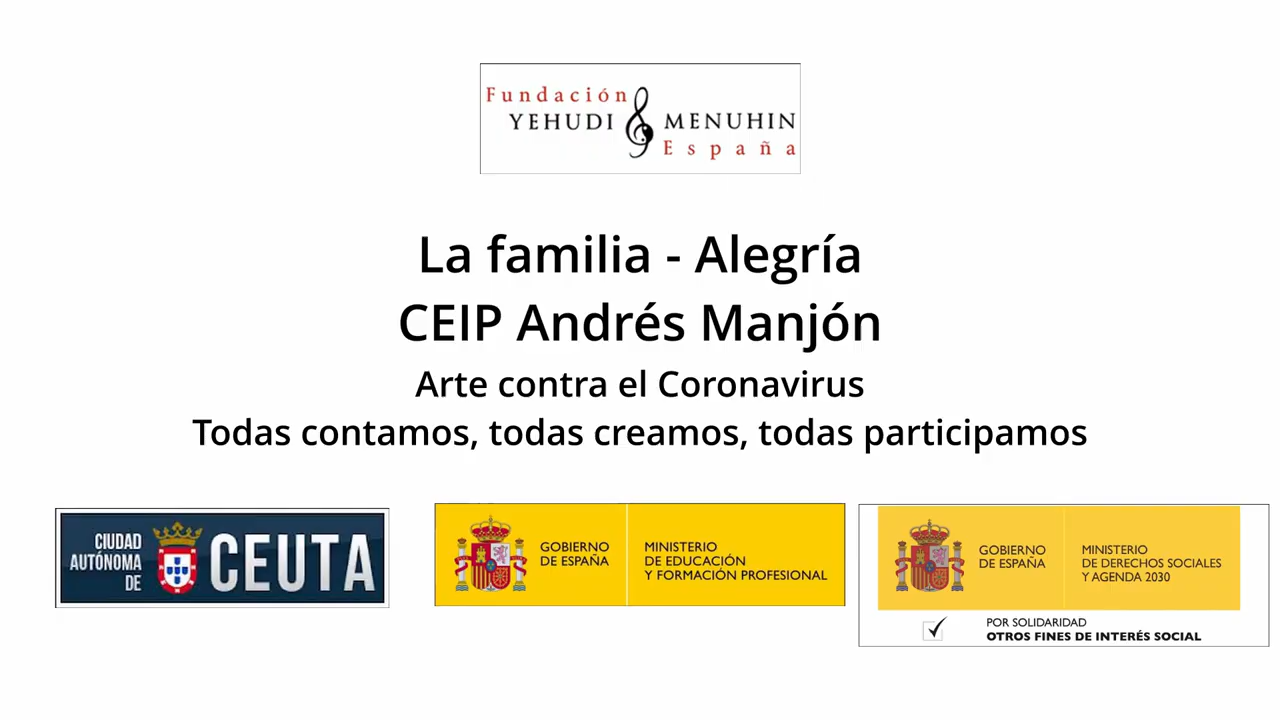 Fundación
YEHUDI MENUHIN
España
La familia - Alegría
CEIP Andrés Manjón
Arte contra el Coronavirus
Todas contamos, todas creamos, todas participamos
CIUDAD
AUTÓNOMA
DE
CEUTA
GOBIERNO
DE ESPAÑA
MINISTERIO
DE EDUCACIÓN
Y FORMACIÓN PROFESIONAL
GOBIERNO
DE ESPAÑA
MINISTERIO
DE DERECHOS SOCIALES
Y AGENDA 2030
POR SOLIDARIDAD
OTROS FINES DE INTERÉS SOCIAL